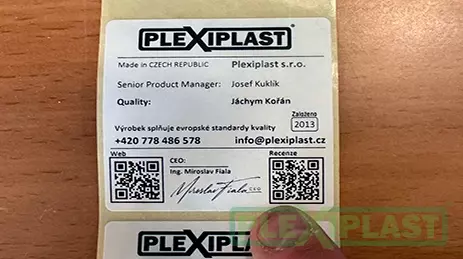 PLEXIPLAST
Made in CZECH REPUBLIC Plexiplast s.r.o.
Senior Product Manager: Josef Kuklík
Quality: Jáchym Kořán
Založeno
2013
Výrobek splňuje evropské standardy kvality
+420 778 486 578 info@plexiplast.cz
Web CEO: Recenze
Ing. Miroslav Fiala
Miroslav Fiala
PLEXIPLAST
PLEXIPLAST